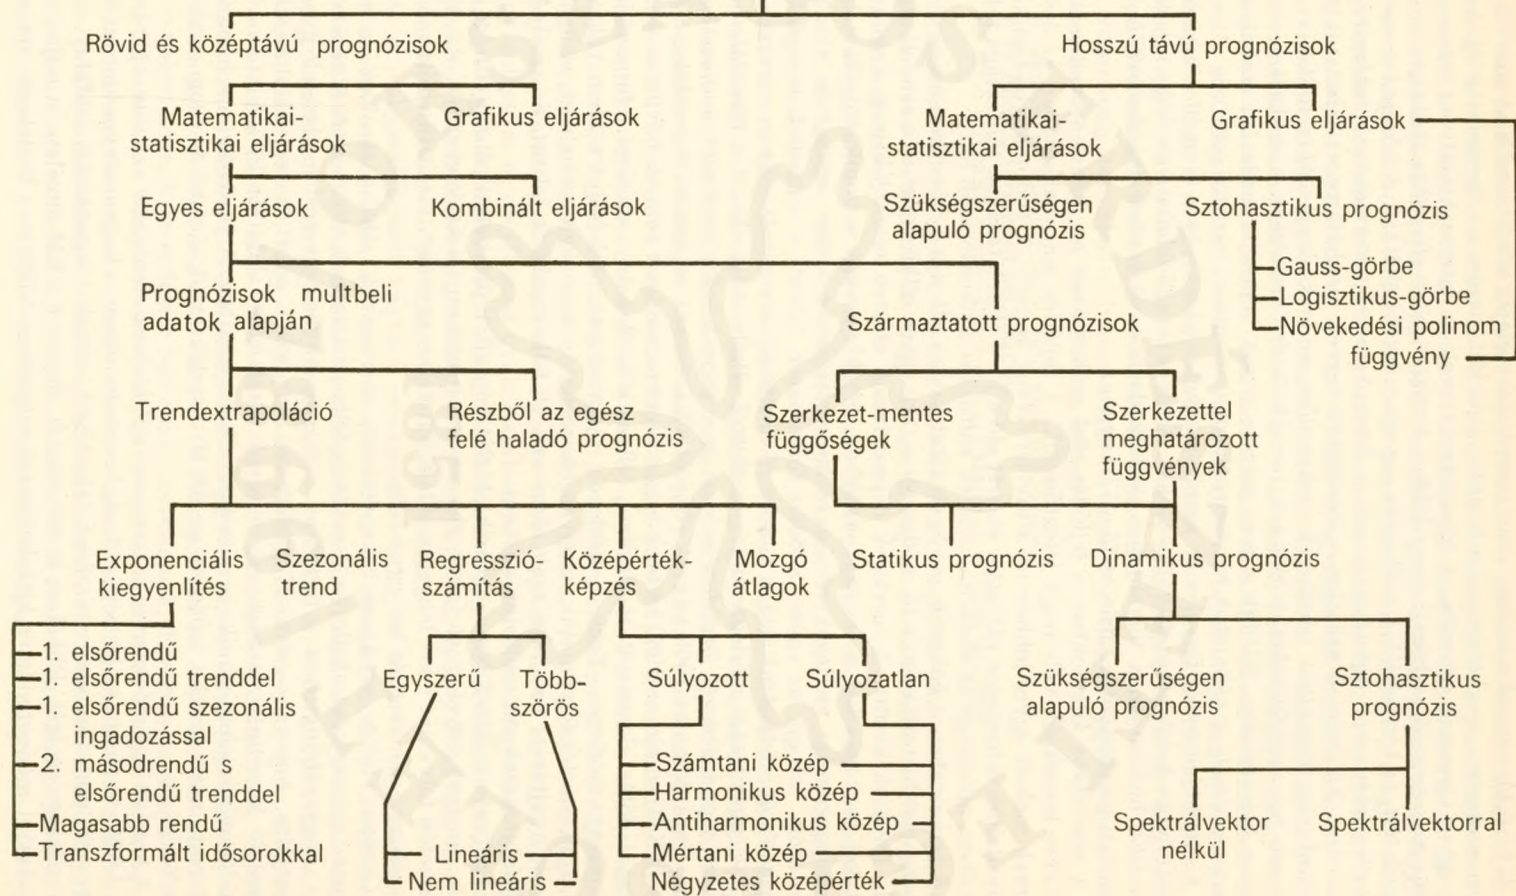 Rövid és középtávú prognózisok
Hosszú távú prognózisok
Matematikai-
statisztikai eljárások
Grafikus eljárások
Matematikai-
statisztikai eljárások
Grafikus eljárások
Egyes eljárások
Kombinált eljárások
Szükségszerűségen
alapuló prognózis
Sztohasztikus prognózis
Gauss-görbe
Logisztikus-görbe
Növekedési polinom
függvény
Prognózisok multbeli
adatok alapján
Származtatott prognózisok
Trendextrapoláció
Részből az egész
felé haladó prognózis
Szerkezet-mentes
függőségek
Szerkezettel
meghatározott
függvények
Exponenciális
kiegyenlítés
Szezonális
trend
Regresszió-
számítás
Középérték-
képzés
Mozgó
átlagok
Statikus prognózis
Dinamikus prognózis
1. elsőrendű
1. elsőrendű trenddel
1. elsőrendű szezonális
ingadozással
2. másodrendű s
elsőrendű trenddel
Magasabb rendű
Transzformált idősorokkal
Egyszerű
Több-
szörös
Lineáris
Nem lineáris
Súlyozott
Súlyozatlan
Számtani közép
Harmonikus közép
Antiharmonikus közép
Mértani közép
Négyzetes középérték
Szükségszerűségen
alapuló prognózis
Sztohasztikus
prognózis
Spektrálvektor
nélkül
Spektrálvektorral
1851
1866